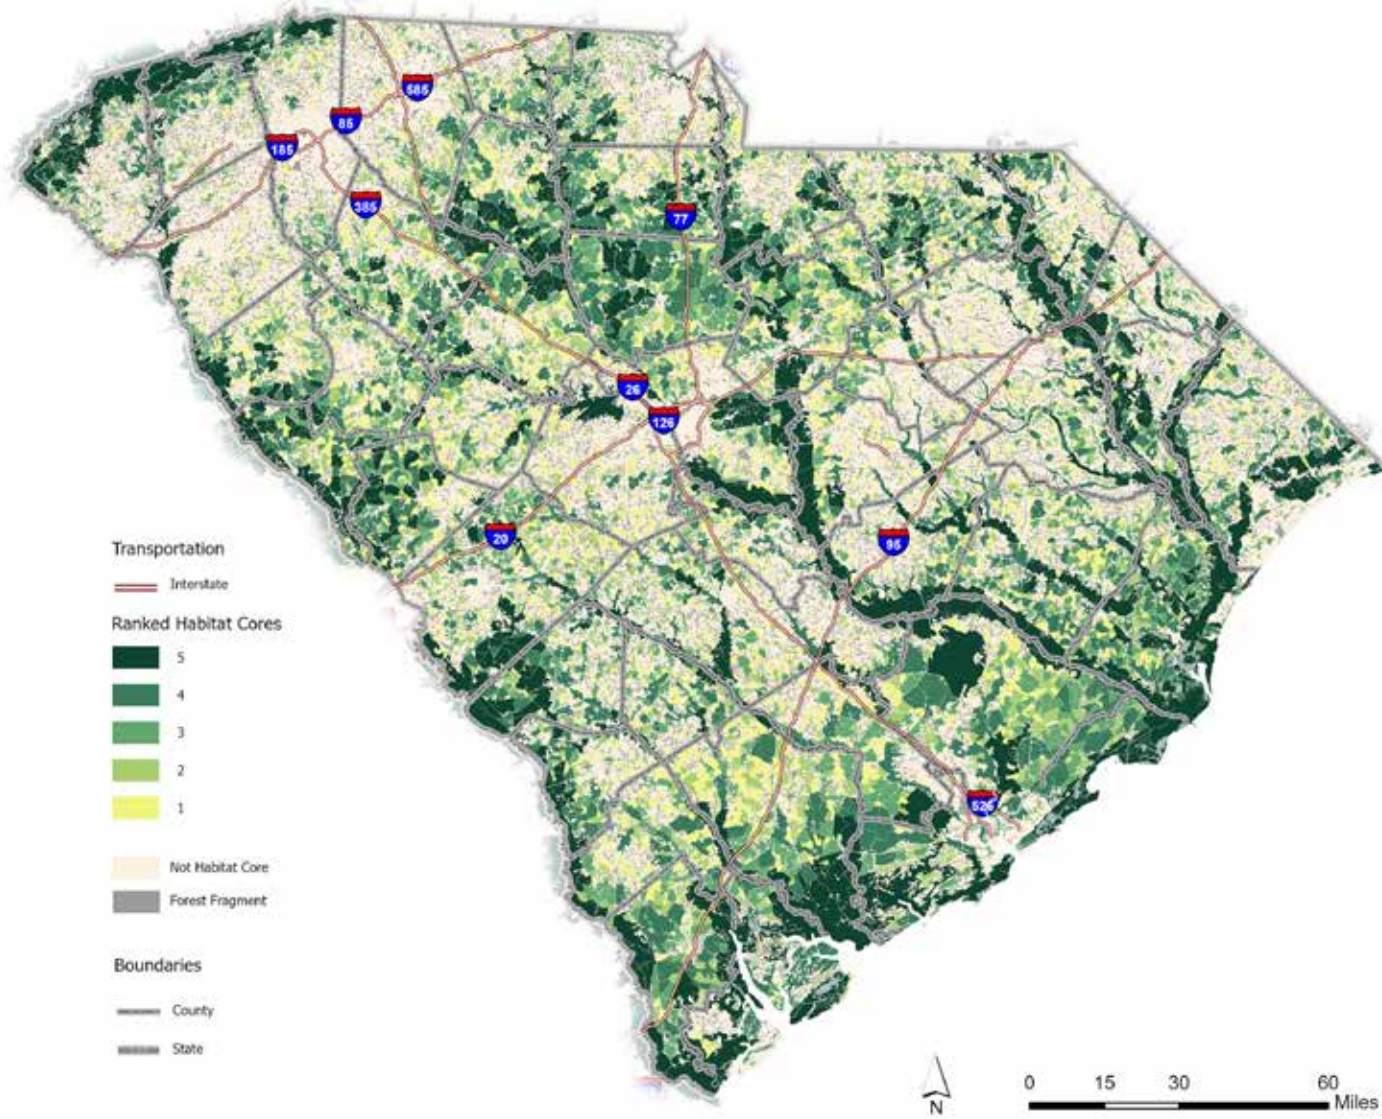 585
85
185
385
77
26
126
20
95
526
Transportation
Interstate
Ranked Habitat Cores
5
4
3
2
1
Not Habitat Core
Forest Fragment
Boundaries
County
State
N
0 15 30 60
Miles